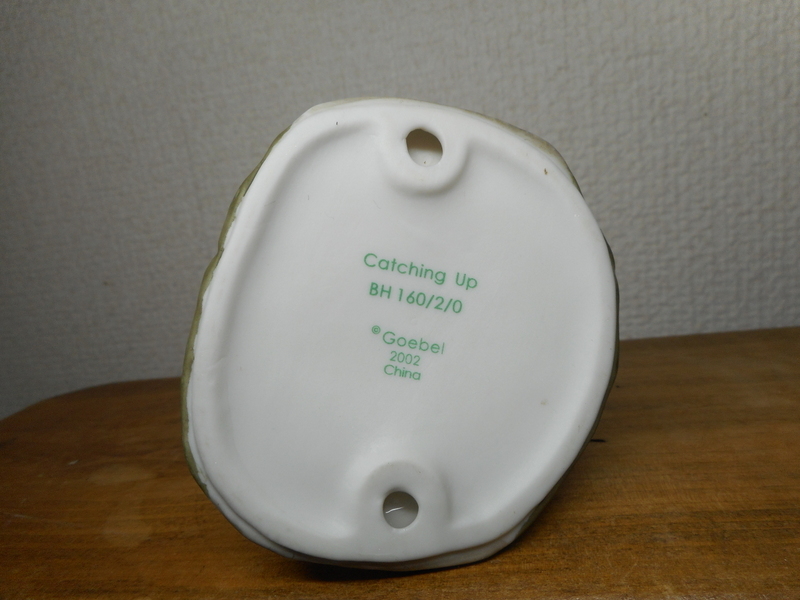 Catching Up
BH 160/2/0
©Goebel
2002
China